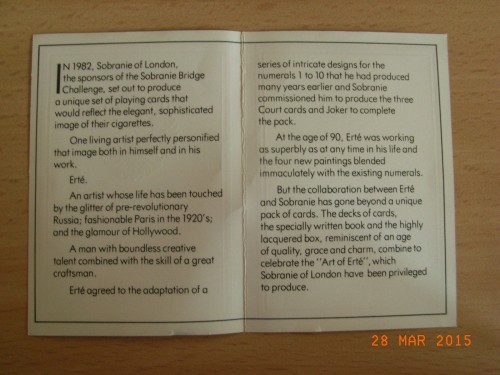 IN 1982, Sobranie of London,
the sponsors of the Sobranie Bridge
Challenge, set out to produce
a unique set of playing cards that
would reflect the elegant, sophisticated
image of their cigarettes.
One living artist perfectly personified
that image both in himself and in his
work.
Erté.
An artist whose life has been touched
by the glitter of pre-revolutionary
Russia; fashionable Paris in the 1920's;
and the glamour of Hollywood.
A man with boundless creative
talent combined with the skill of a great
craftsman.
Erté agreed to the adaptation of a
series of intricate designs for the
numerals 1 to 10 that he had produced
many years earlier and Sobranie
commissioned him to produce the three
Court cards and Joker to complete
the pack.
At the age of 90, Erté was working
as superbly as at any time in his life and
the four new paintings blended
immaculately with the existing numerals.
But the collaboration between Erté
and Sobranie has gone beyond a unique
pack of cards. The decks of cards,
the specially written book and the highly
lacquered box, reminiscent of an age
of quality, grace and charm, combine to
celebrate the "Art of Erté", which
Sobranie of London have been privileged
to produce.
28 MAR 2015